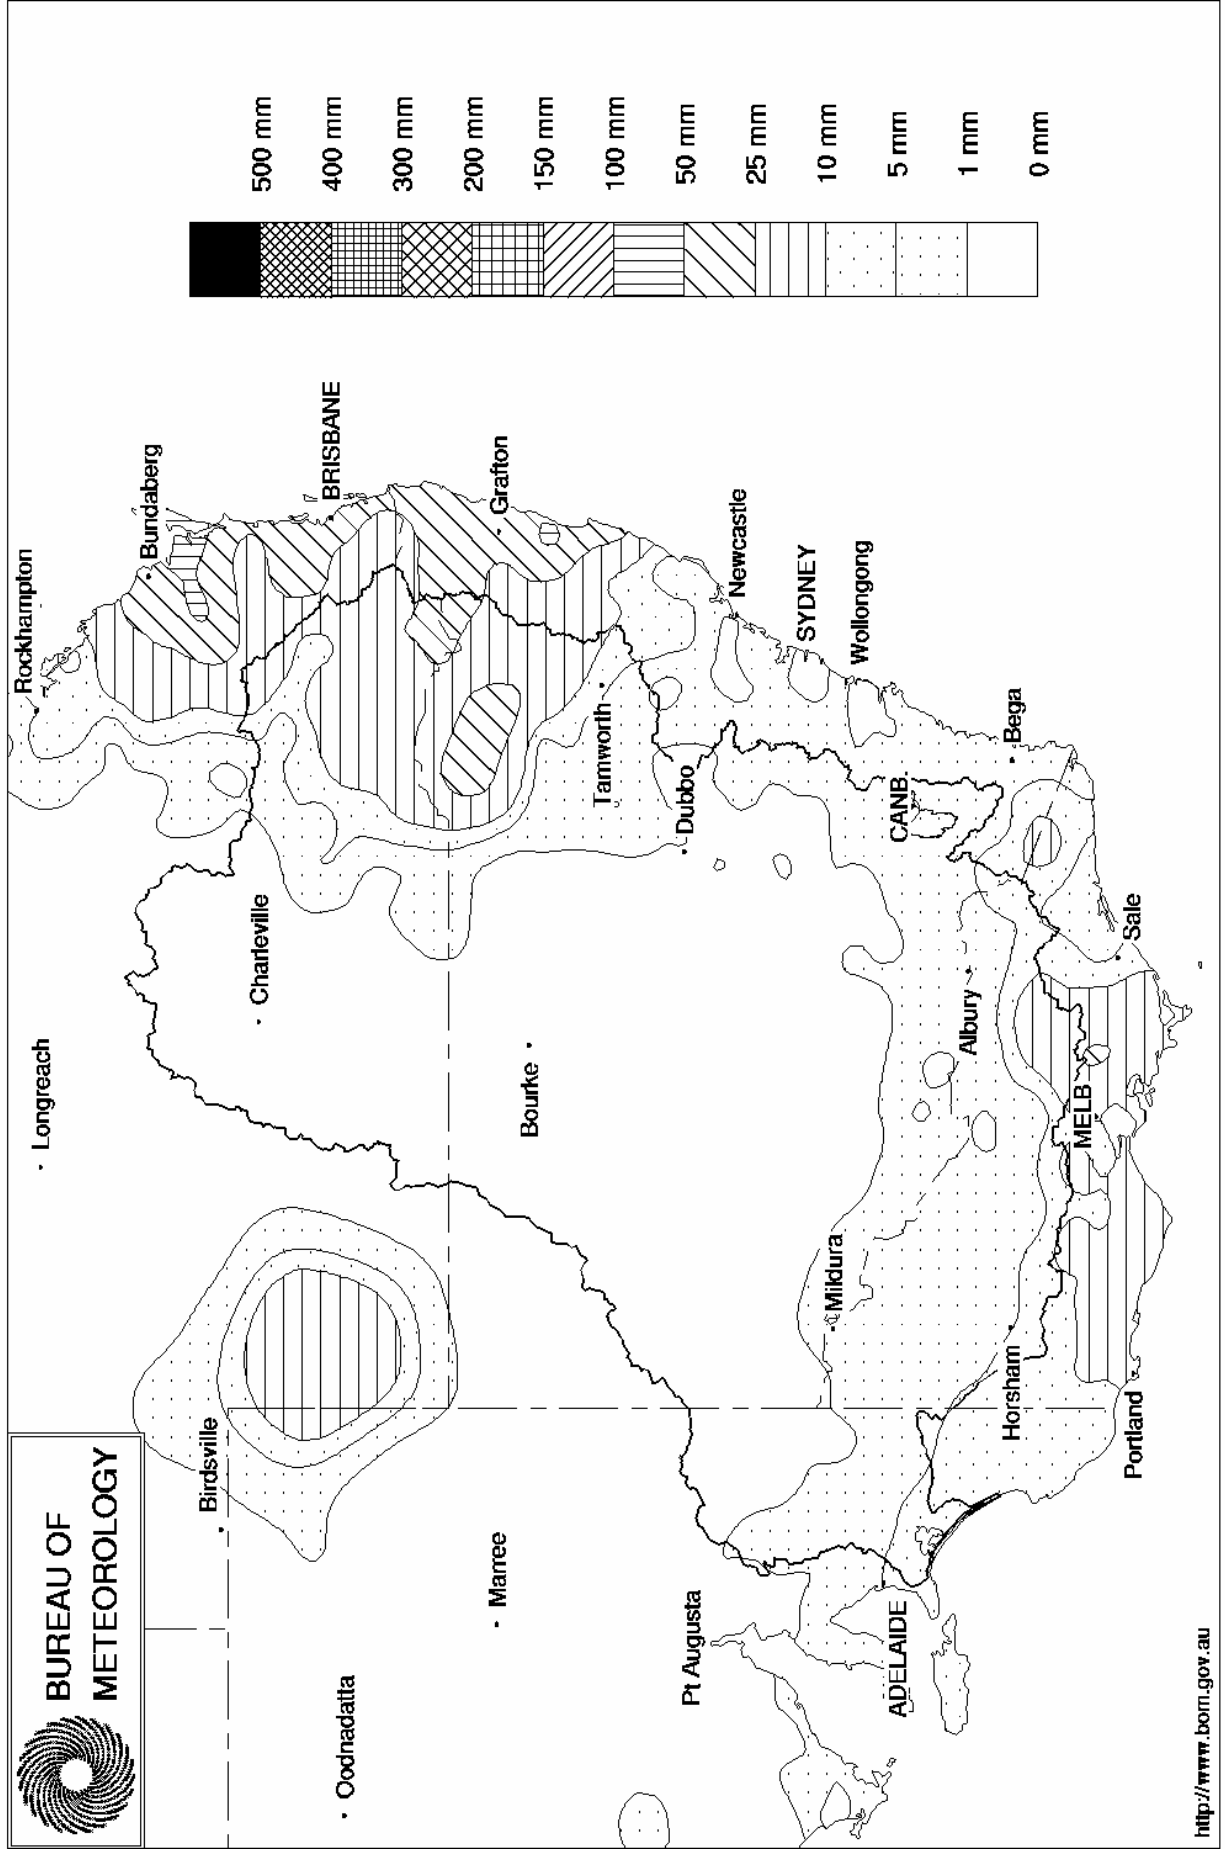 BUREAU OF
METEOROLOGY
500 mm
400 mm
300 mm
200 mm
150 mm
100 mm
50 mm
25 mm
10 mm
5 mm
1 mm
0 mm
Longreach
Rockhampton
Bundaberg
Birdsville
Charleville
BRISBANE
Oodnadatta
Marree
Bourke
Grafton
Tamworth
Pt Augusta
Dubbo
Newcastle
SYDNEY
Mildura
Wollongong
ADELAIDE
CANB.
Albury
Horsham
Bega
MELB
Portland
Sale
http://www.bom.gov.au